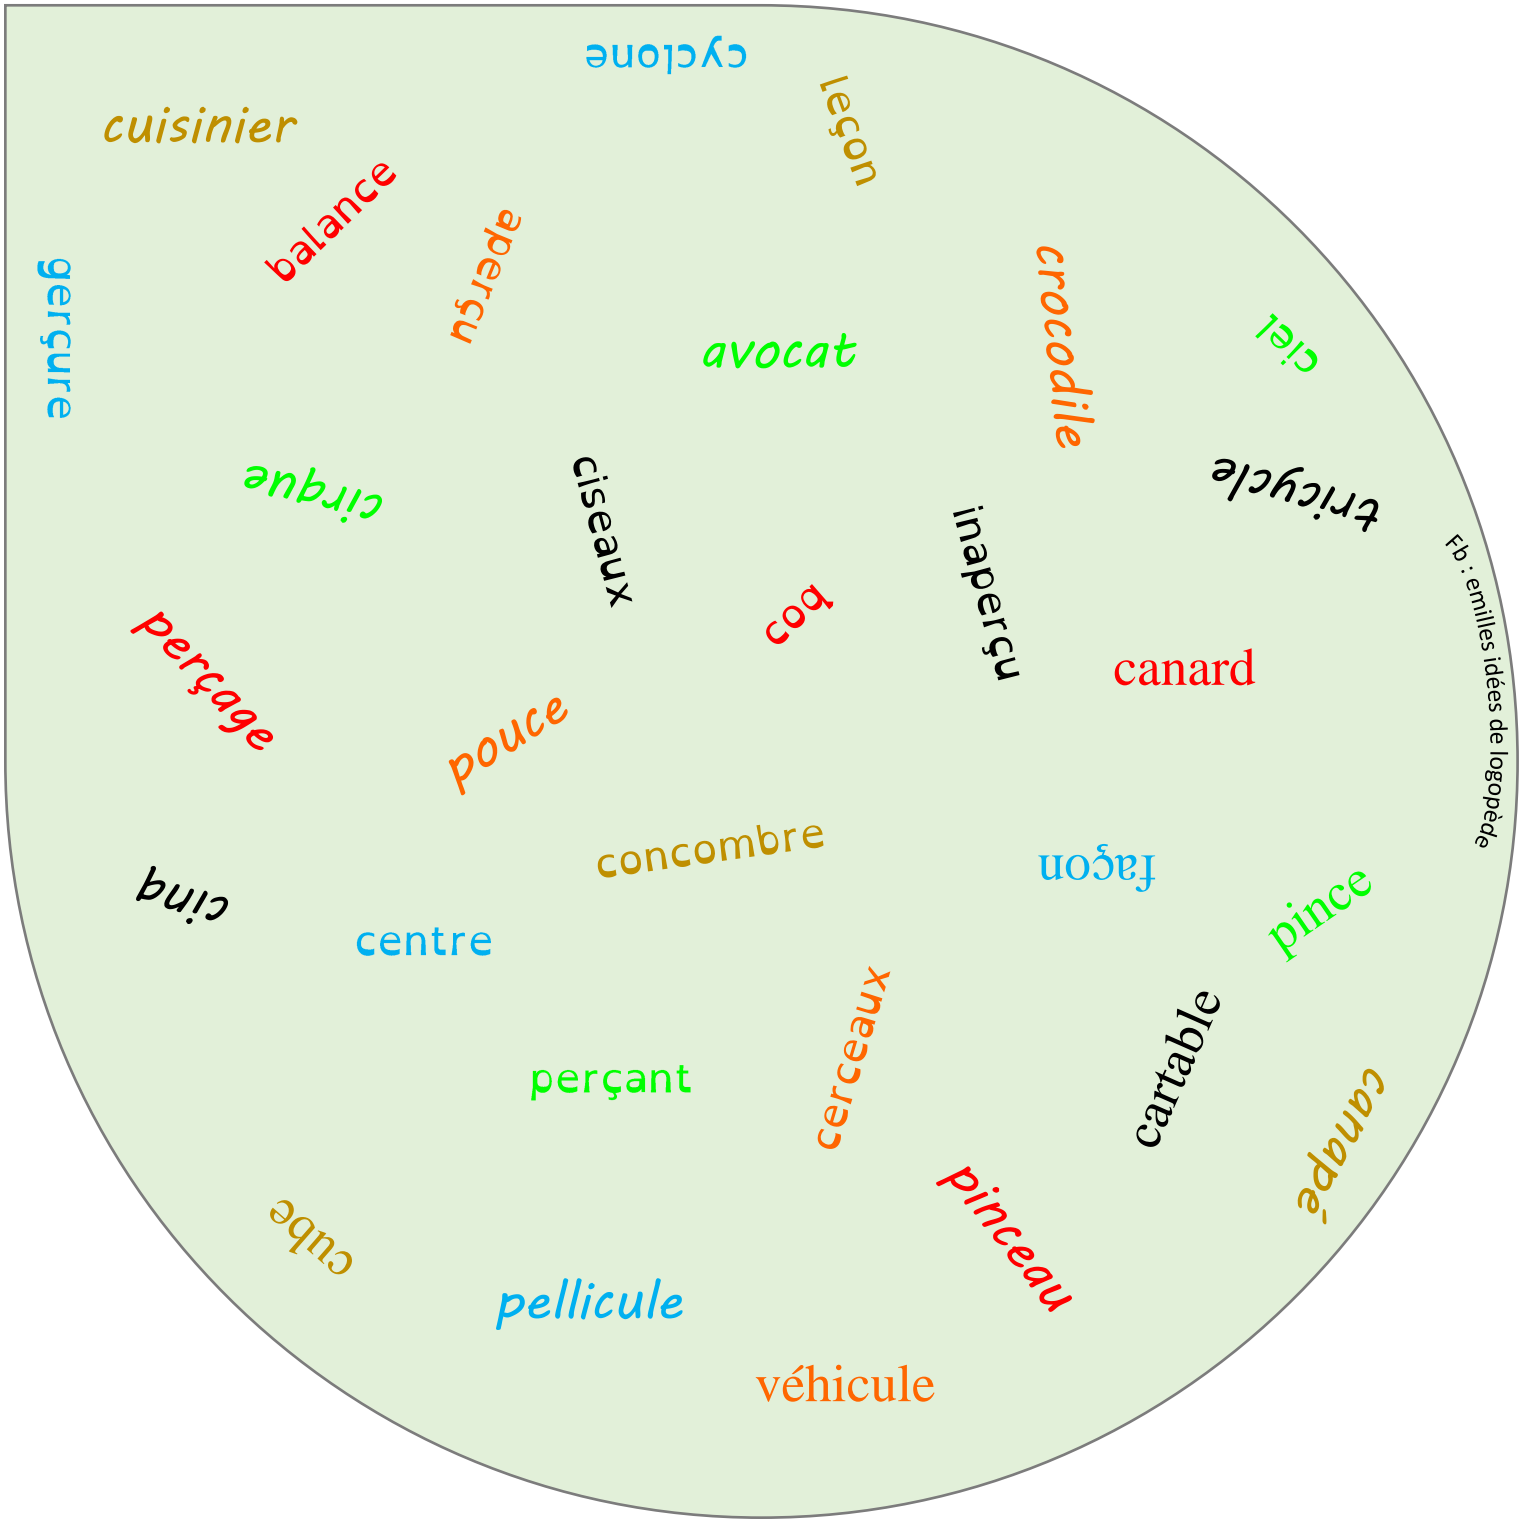 cyclone
leçon
cuisinier
balance
aperçu
gerçure
crocodile
avocat
ciel
cirque
ciseaux
tricycle
inaperçu
coq
Fb : emilles idées de logopède
perçage
canard
pouce
concombre
façon
cinq
pince
centre
cerceaux
cartable
perçant
canapé
pinceau
cube
pellicule
véhicule